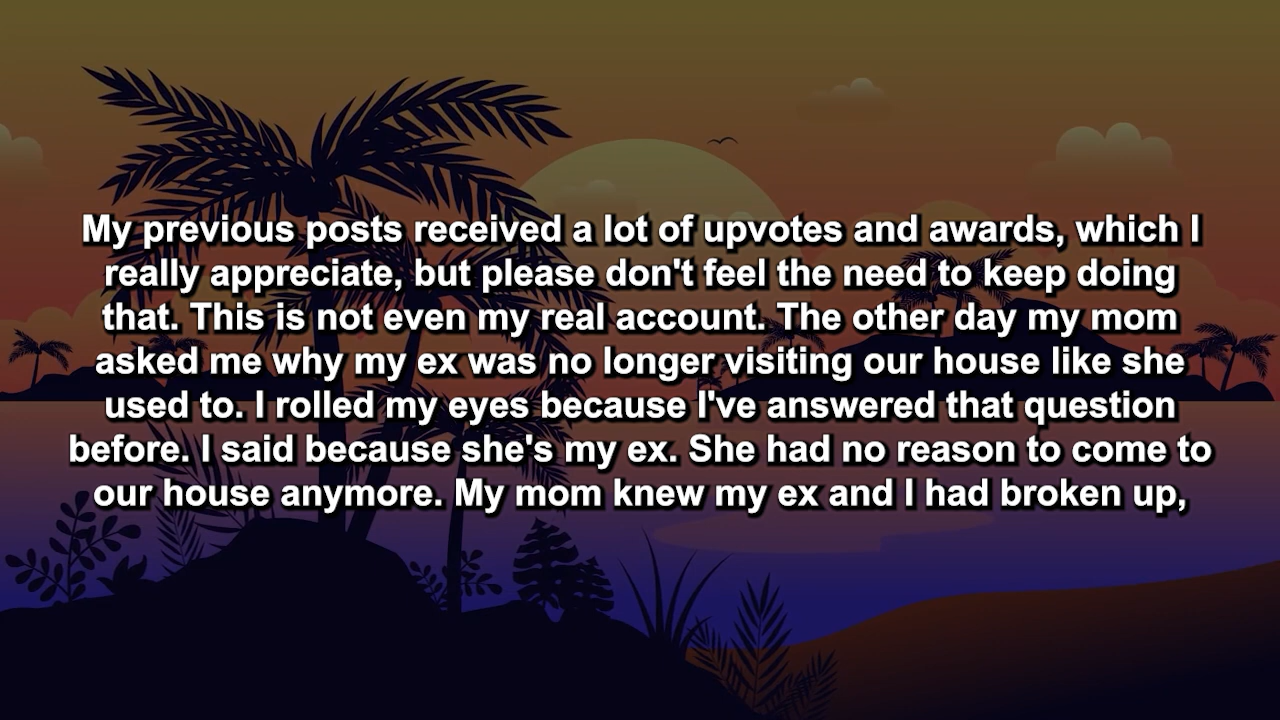 My previous posts received a lot of upvotes and awards, which I
really appreciate, but please don't feel the need to keep doing
that. This is not even my real account. The other day my mom
asked me why my ex was no longer visiting our house like she
used to. I rolled my eyes because I've answered that question
before. I said because she's my ex. She had no reason to come to
our house anymore. My mom knew my ex and I had broken up,